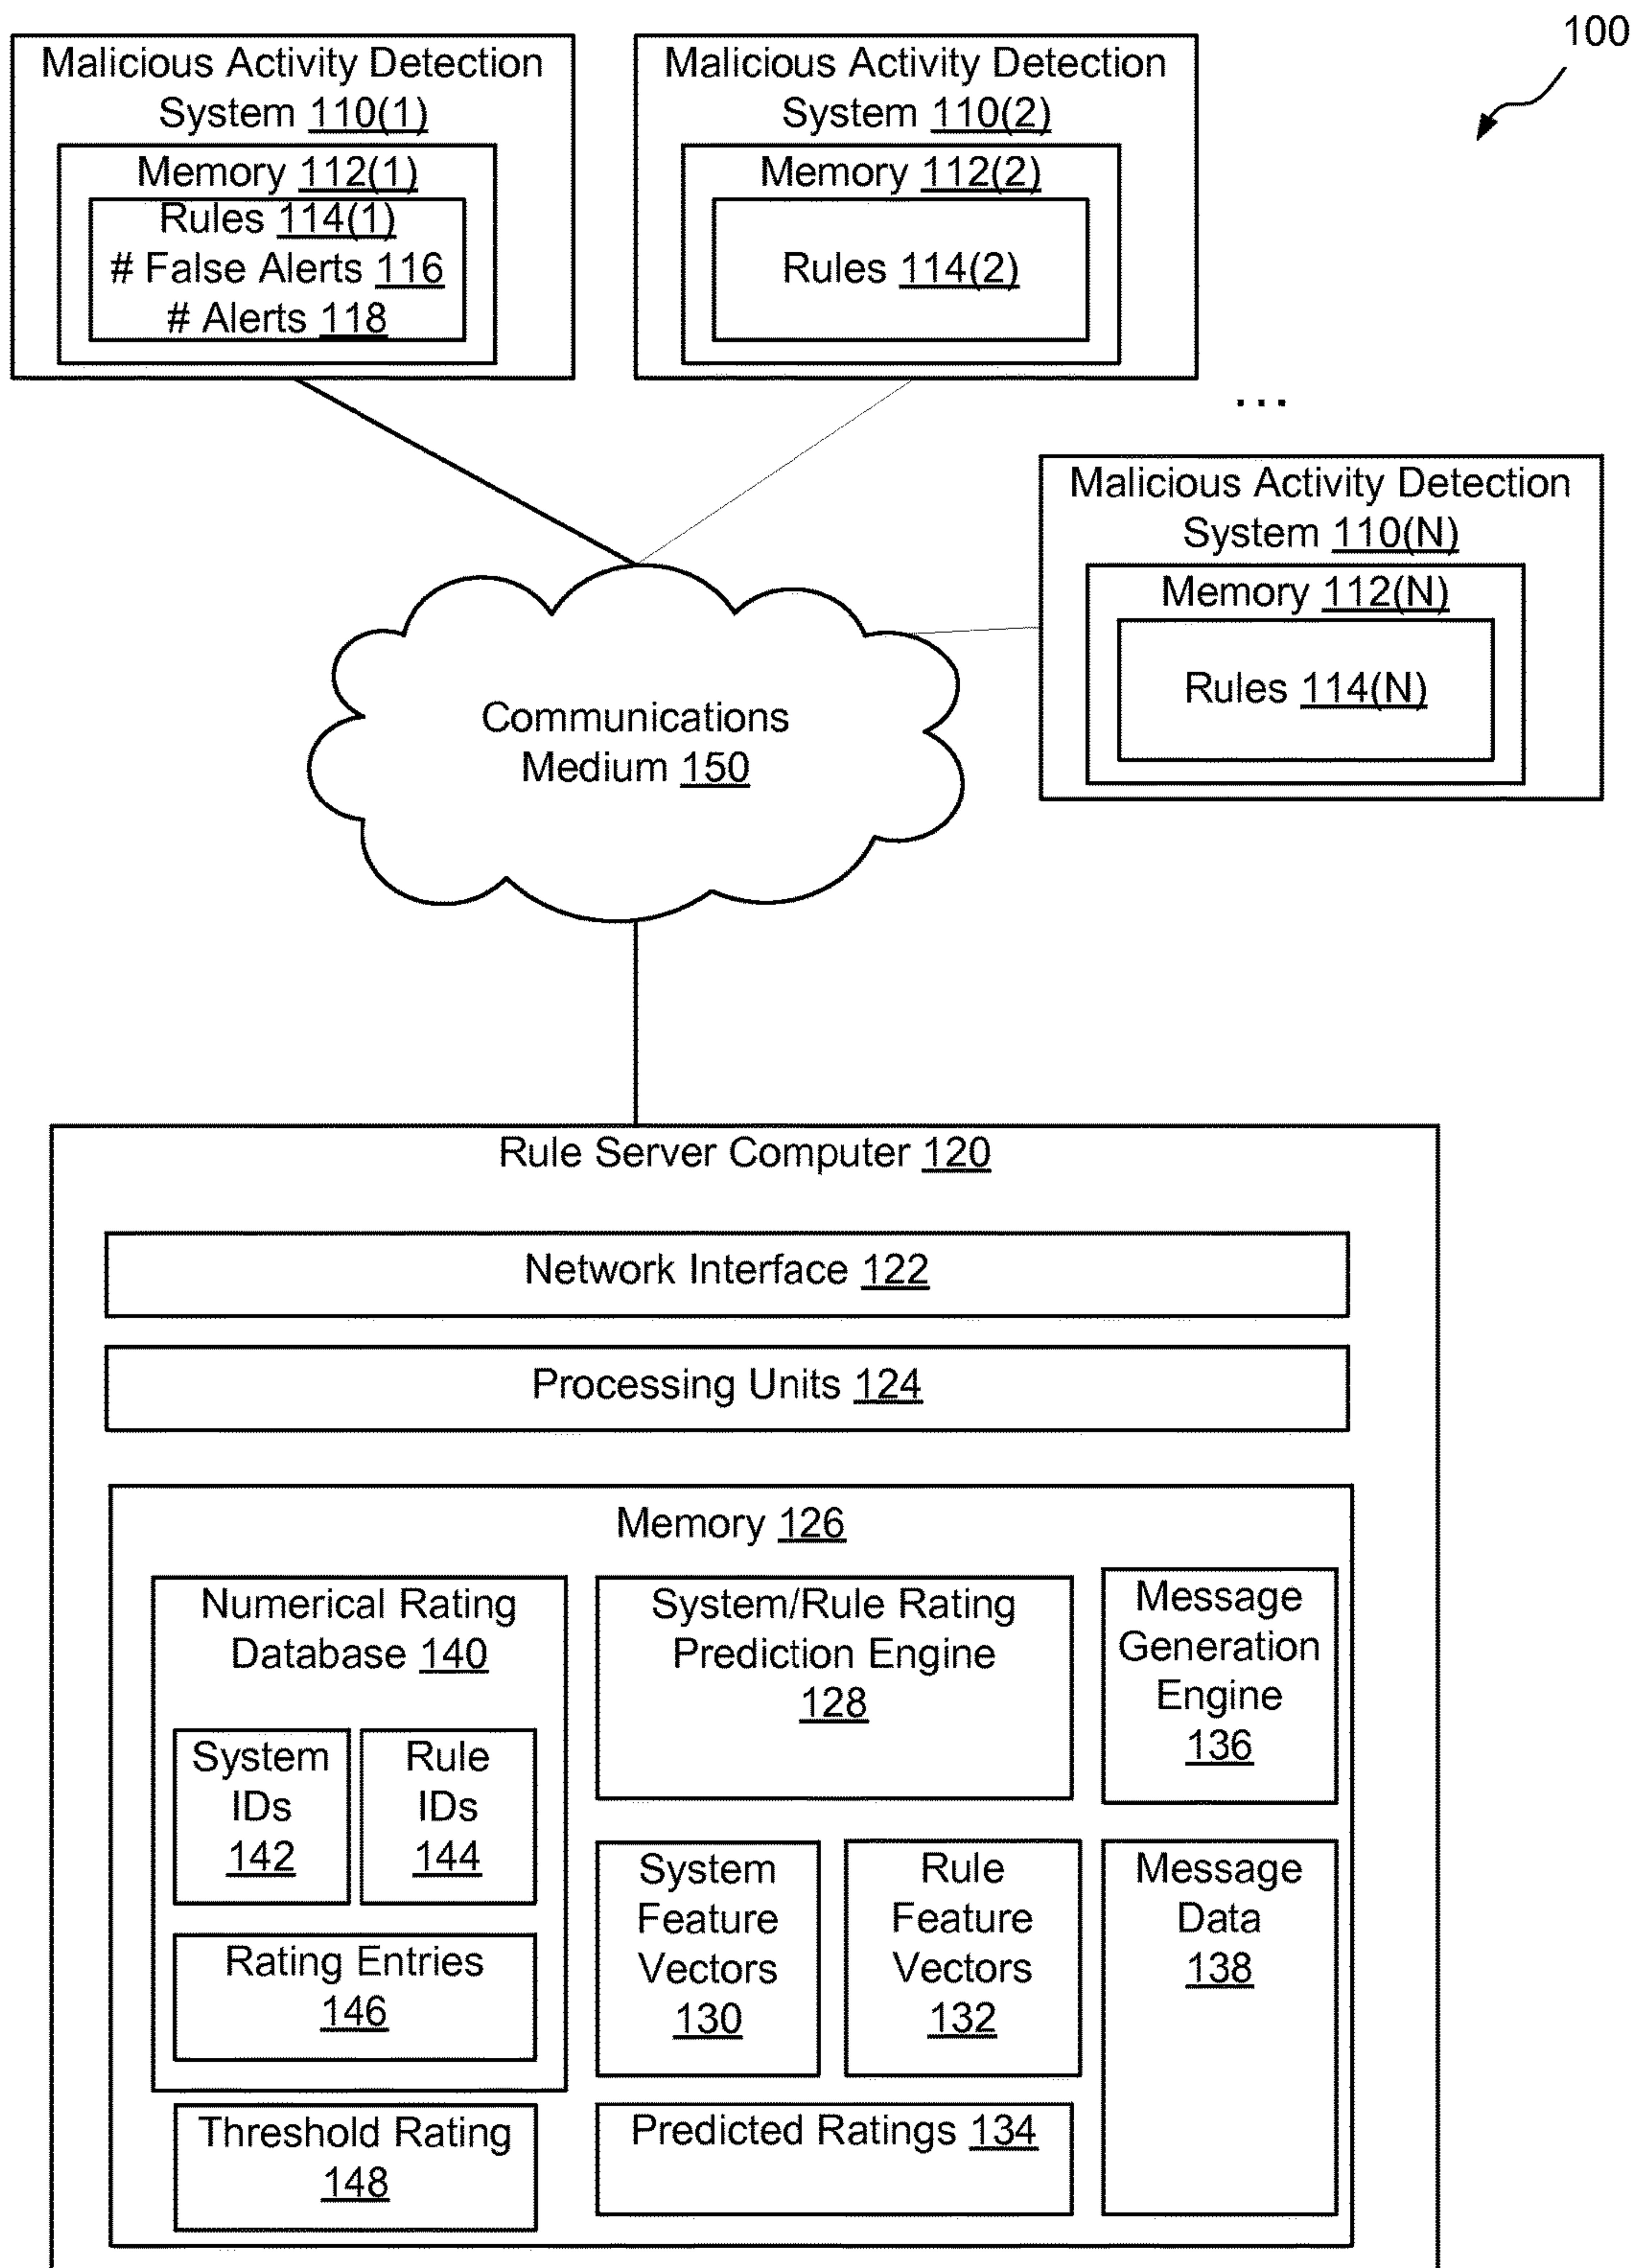 100
Malicious Activity Detection
System 110(1)
Memory 112(1)
Rules 114(1)
# False Alerts 116
# Alerts 118
Malicious Activity Detection
System 110(2)
Memory 112(2)
Rules 114(2)
...
Malicious Activity Detection
System 110(N)
Memory 112(N)
Rules 114(N)
Communications
Medium 150
Rule Server Computer 120
Network Interface 122
Processing Units 124
Memory 126
Numerical Rating
Database 140
System
IDs
142
Rule
IDs
144
Rating Entries
146
Threshold Rating
148
System/Rule Rating
Prediction Engine
128
System
Feature
Vectors
130
Rule
Feature
Vectors
132
Predicted Ratings 134
Message
Generation
Engine
136
Message
Data
138